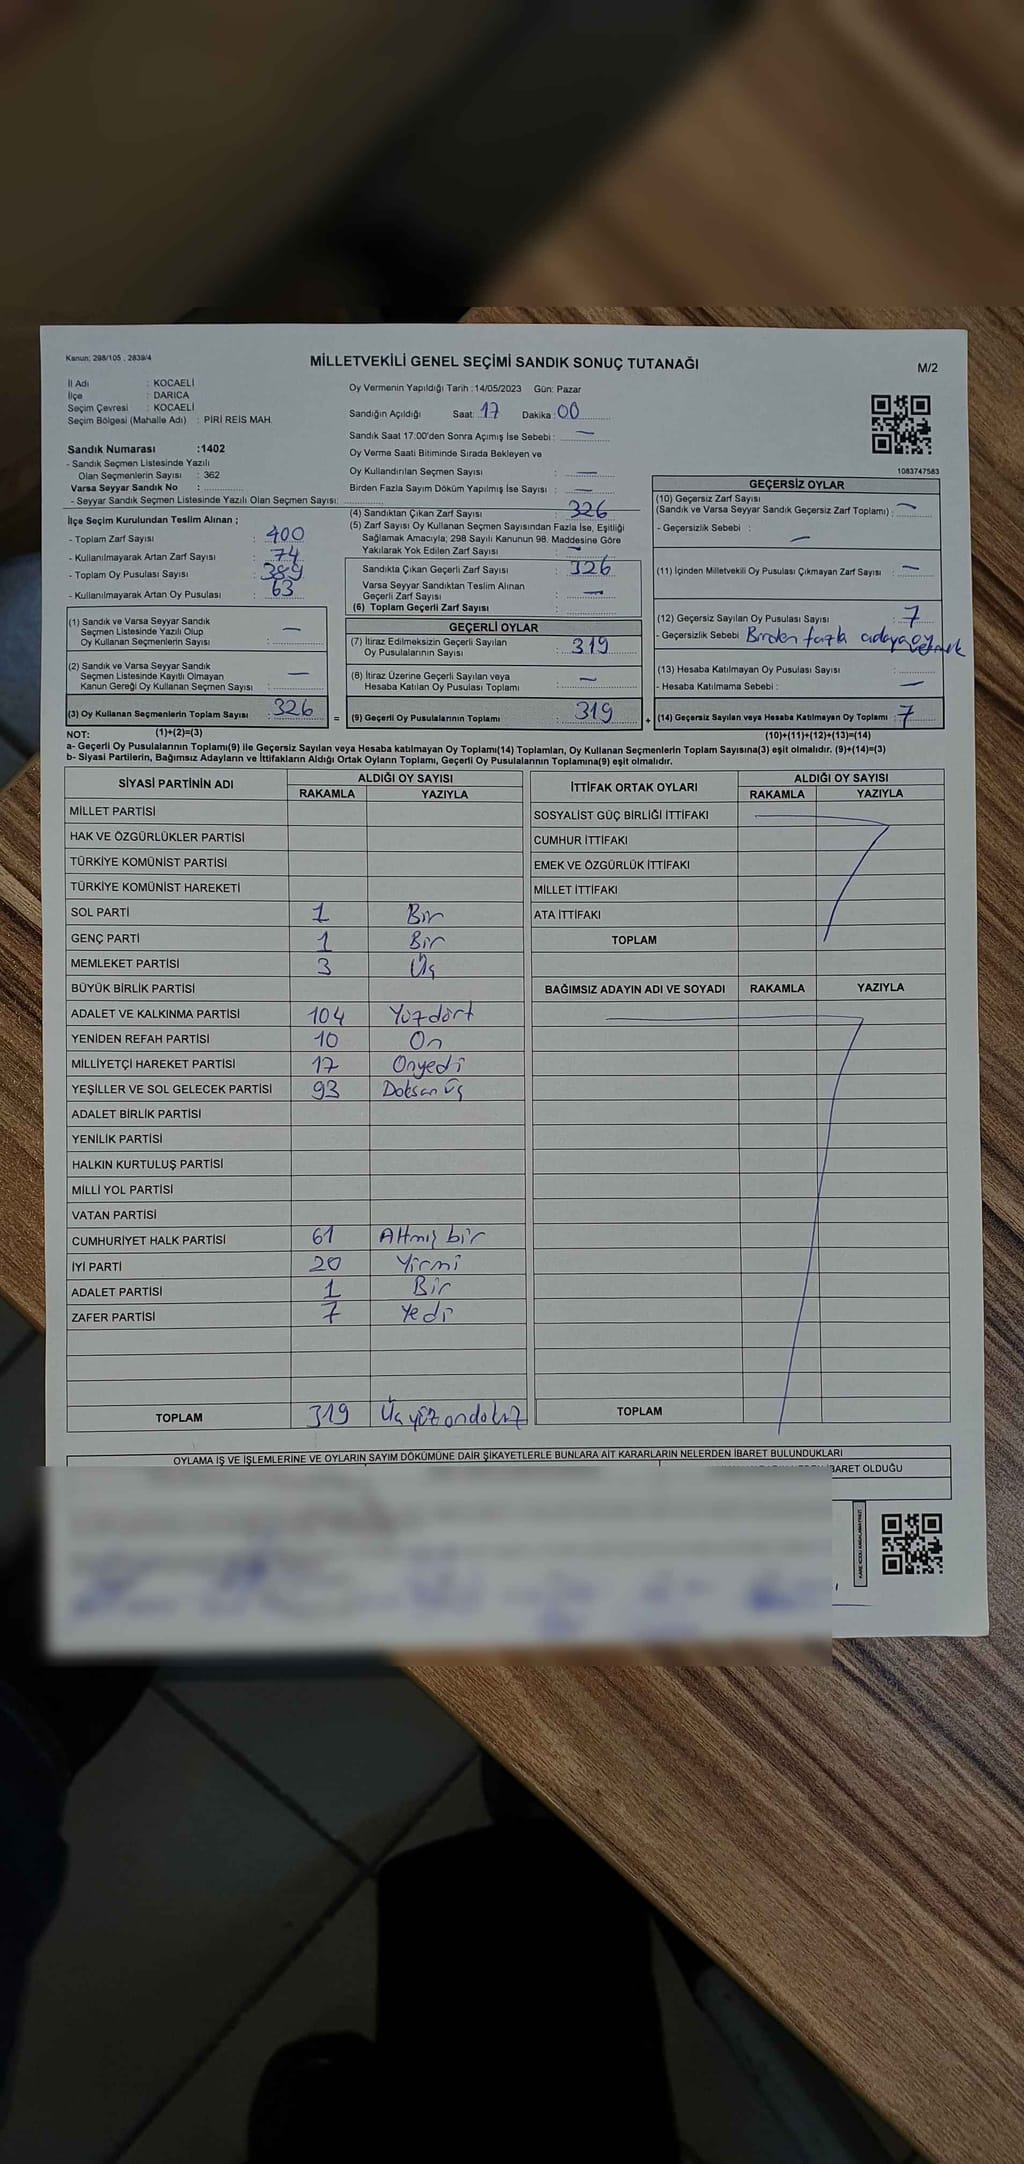 Kanun: 298/105 , 2839/4
MİLLETVEKİLİ GENEL SEÇİMİ SANDIK SONUÇ TUTANAĞI
M/2
İl Adı : KOCAELİ
İlçe : DARICA
Seçim Çevresi : KOCAELİ
Seçim Bölgesi (Mahalle Adı) : PİRİ REİS MAH.
Sandık Numarası :1402
- Sandık Seçmen Listesinde Yazılı
Olan Seçmenlerin Sayısı : 362
Varsa Seyyar Sandık No :
- Seyyar Sandık Seçmen Listesinde Yazılı Olan Seçmen Sayısı:
Oy Vermenin Yapıldığı Tarih :14/05/2023 Gün: Pazar
Sandığın Açıldığı Saat: 17 Dakika: 00
Sandık Saat 17:00'den Sonra Açımış İse Sebebi : —
Oy Verme Saati Bitiminde Sırada Bekleyen ve
Oy Kullandırılan Seçmen Sayısı : —
Birden Fazla Sayım Döküm Yapılmış İse Sayısı : —
1083747583
İlçe Seçim Kurulundan Teslim Alınan ;
- Toplam Zarf Sayısı : 400
- Kullanılmayarak Artan Zarf Sayısı : 74
- Toplam Oy Pusulası Sayısı : 389
- Kullanılmayarak Artan Oy Pusulası : 63
(1) Sandık ve Varsa Seyyar Sandık
Seçmen Listesinde Yazılı Olup
Oy Kullanan Seçmenlerin Sayısı : —
(2) Sandık ve Varsa Seyyar Sandık
Seçmen Listesinde Kayıtlı Olmayan
Kanun Gereği Oy Kullanan Seçmen Sayısı : —
(3) Oy Kullanan Seçmenlerin Toplam Sayısı : 326
(1)+(2)=(3)
(4) Sandıktan Çıkan Zarf Sayısı : 326
(5) Zarf Sayısı Oy Kullanan Seçmen Sayısından Fazla İse, Eşitliği
Sağlamak Amacıyla; 298 Sayılı Kanunun 98. Maddesine Göre
Yakılarak Yok Edilen Zarf Sayısı : —
Sandıkta Çıkan Geçerli Zarf Sayısı : 326
Varsa Seyyar Sandıktan Teslim Alınan
Geçerli Zarf Sayısı : —
(6) Toplam Geçerli Zarf Sayısı :
GEÇERLİ OYLAR
(7) İtiraz Edilmeksizin Geçerli Sayılan
Oy Pusulalarının Sayısı : 319
(8) İtiraz Üzerine Geçerli Sayılan veya
Hesaba Katılan Oy Pusulası Toplamı : —
= (9) Geçerli Oy Pusulalarının Toplamı : 319
GEÇERSİZ OYLAR
(10) Geçersiz Zarf Sayısı
(Sandık ve Varsa Seyyar Sandık Geçersiz Zarf Toplamı) : —
- Geçersizlik Sebebi : —
(11) İçinden Milletvekili Oy Pusulası Çıkmayan Zarf Sayısı : —
(12) Geçersiz Sayılan Oy Pusulası Sayısı : 7
- Geçersizlik Sebebi Birden fazla adaya oy vermek
(13) Hesaba Katılmayan Oy Pusulası Sayısı :
- Hesaba Katılmama Sebebi : —
+ (14) Geçersiz Sayılan veya Hesaba Katılmayan Oy Toplamı : 7
(10)+(11)+(12)+(13)=(14)
NOT:
a- Geçerli Oy Pusulalarının Toplamı(9) ile Geçersiz Sayılan veya Hesaba katılmayan Oy Toplamı(14) Toplamları, Oy Kullanan Seçmenlerin Toplam Sayısına(3) eşit olmalıdır. (9)+(14)=(3)
b- Siyasi Partilerin, Bağımsız Adayların ve İttifakların Aldığı Ortak Oyların Toplamı, Geçerli Oy Pusulalarının Toplamına(9) eşit olmalıdır.
SİYASİ PARTİNİN ADI ALDIĞI OY SAYISI
RAKAMLA YAZIYLA
MİLLET PARTİSİ
HAK VE ÖZGÜRLÜKLER PARTİSİ
TÜRKİYE KOMÜNİST PARTİSİ
TÜRKİYE KOMÜNİST HAREKETİ
SOL PARTİ 1 Bir
GENÇ PARTİ 1 Bir
MEMLEKET PARTİSİ 3 Üç
BÜYÜK BİRLİK PARTİSİ
ADALET VE KALKINMA PARTİSİ 104 Yüzdört
YENİDEN REFAH PARTİSİ 10 On
MİLLİYETÇİ HAREKET PARTİSİ 17 Onyedi
YEŞİLLER VE SOL GELECEK PARTİSİ 93 Doksan üç
ADALET BİRLİK PARTİSİ
YENİLİK PARTİSİ
HALKIN KURTULUŞ PARTİSİ
MİLLİ YOL PARTİSİ
VATAN PARTİSİ
CUMHURİYET HALK PARTİSİ 61 Altmış bir
İYİ PARTİ 20 Yirmi
ADALET PARTİSİ 1 Bir
ZAFER PARTİSİ 7 Yedi
TOPLAM 319 Üç yüz ondokuz
İTTİFAK ORTAK OYLARI ALDIĞI OY SAYISI
RAKAMLA YAZIYLA
SOSYALİST GÜÇ BİRLİĞİ İTTİFAKI
CUMHUR İTTİFAKI
EMEK VE ÖZGÜRLÜK İTTİFAKI
MİLLET İTTİFAKI
ATA İTTİFAKI
TOPLAM
BAĞIMSIZ ADAYIN ADI VE SOYADI RAKAMLA YAZIYLA
TOPLAM
OYLAMA İŞ VE İŞLEMLERİNE VE OYLARIN SAYIM DÖKÜMÜNE DAİR ŞİKAYETLERLE BUNLARA AİT KARARLARIN NELERDEN İBARET BULUNDUKLARI
OLDUĞU